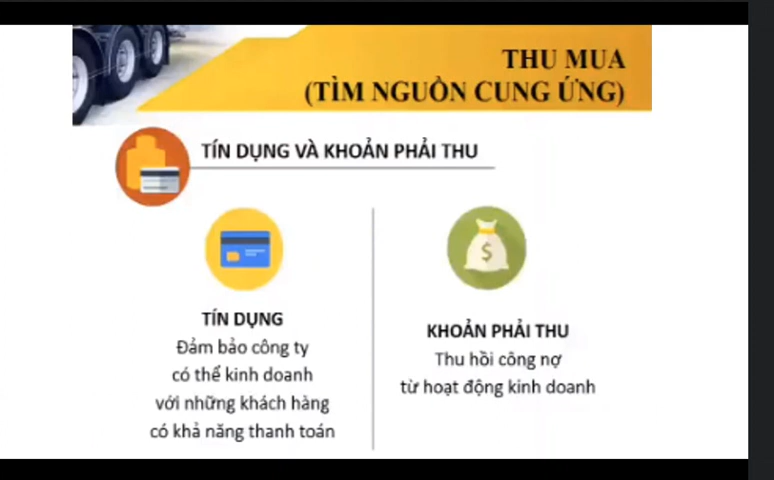 THU MUA
(TÌM NGUỒN CUNG ỨNG)
TÍN DỤNG VÀ KHOẢN PHẢI THU
TÍN DỤNG
Đảm bảo công ty
có thể kinh doanh
với những khách hàng
có khả năng thanh toán
$
KHOẢN PHẢI THU
Thu hồi công nợ
từ hoạt động kinh doanh